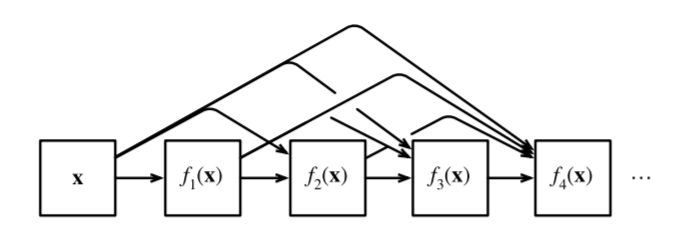 x f₁(x) f₂(x) f₃(x) f₄(x) ···